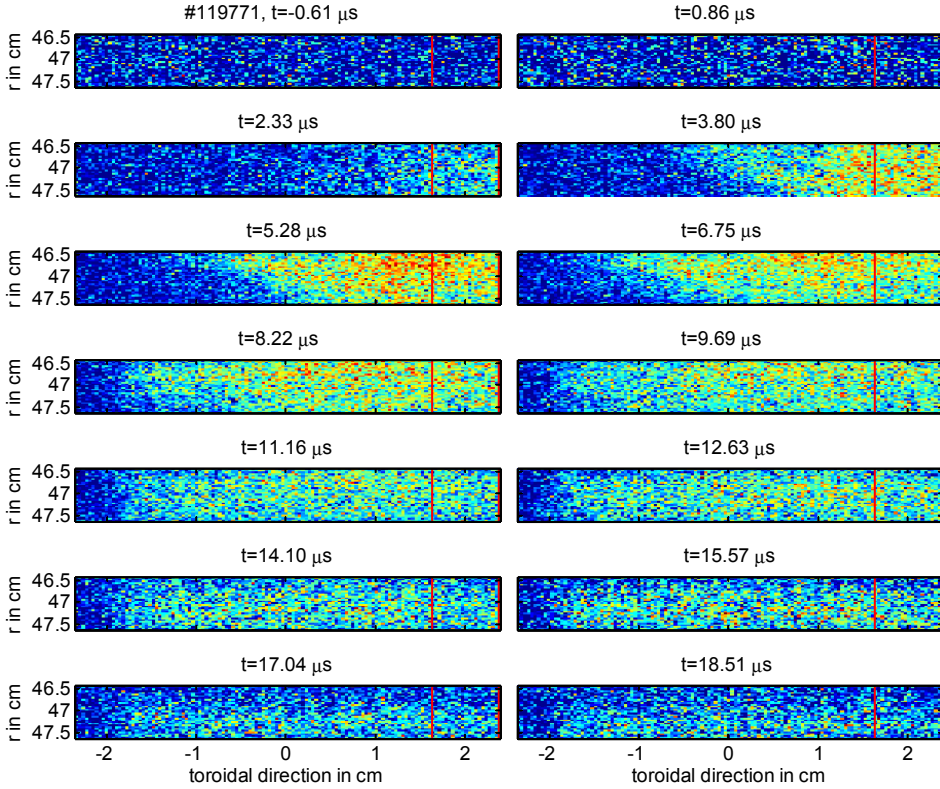 #119771, t=-0.61 μs
t=0.86 μs
46.5
47
47.5
r in cm
t=2.33 μs
t=3.80 μs
46.5
47
47.5
r in cm
t=5.28 μs
t=6.75 μs
46.5
47
47.5
r in cm
t=8.22 μs
t=9.69 μs
46.5
47
47.5
r in cm
t=11.16 μs
t=12.63 μs
46.5
47
47.5
r in cm
t=14.10 μs
t=15.57 μs
46.5
47
47.5
r in cm
t=17.04 μs
t=18.51 μs
46.5
47
47.5
r in cm
-2 -1 0 1 2
-2 -1 0 1 2
toroidal direction in cm
toroidal direction in cm